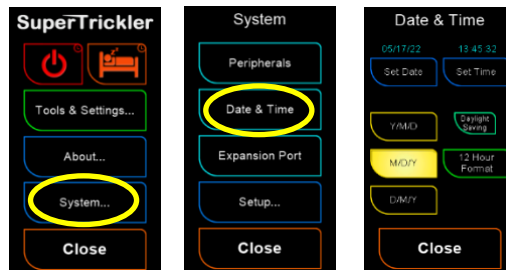 SuperTrickler
Tools & Settings...
About...
System...
Close
System
Peripherals
Date & Time
Expansion Port
Setup...
Close
Date & Time
05/17/22 13 45 32
Set Date Set Time
Y/M/D
Daylight
Saving
M/D/Y
12 Hour
Format
D/M/Y
Close